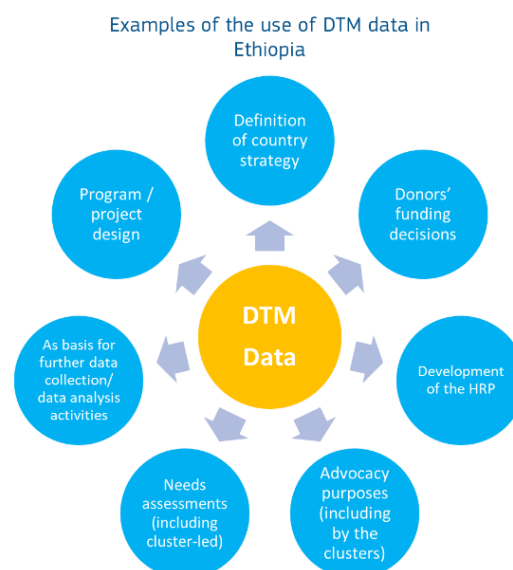 Examples of the use of DTM data in
Ethiopia
Definition
of country
strategy
Donors'
funding
decisions
Development
of the HRP
Advocacy
purposes
(including
by the
clusters)
Needs
assessments
(including
cluster-led)
As basis for
further data
collection/
data analysis
activities
Program /
project
design
DTM
Data